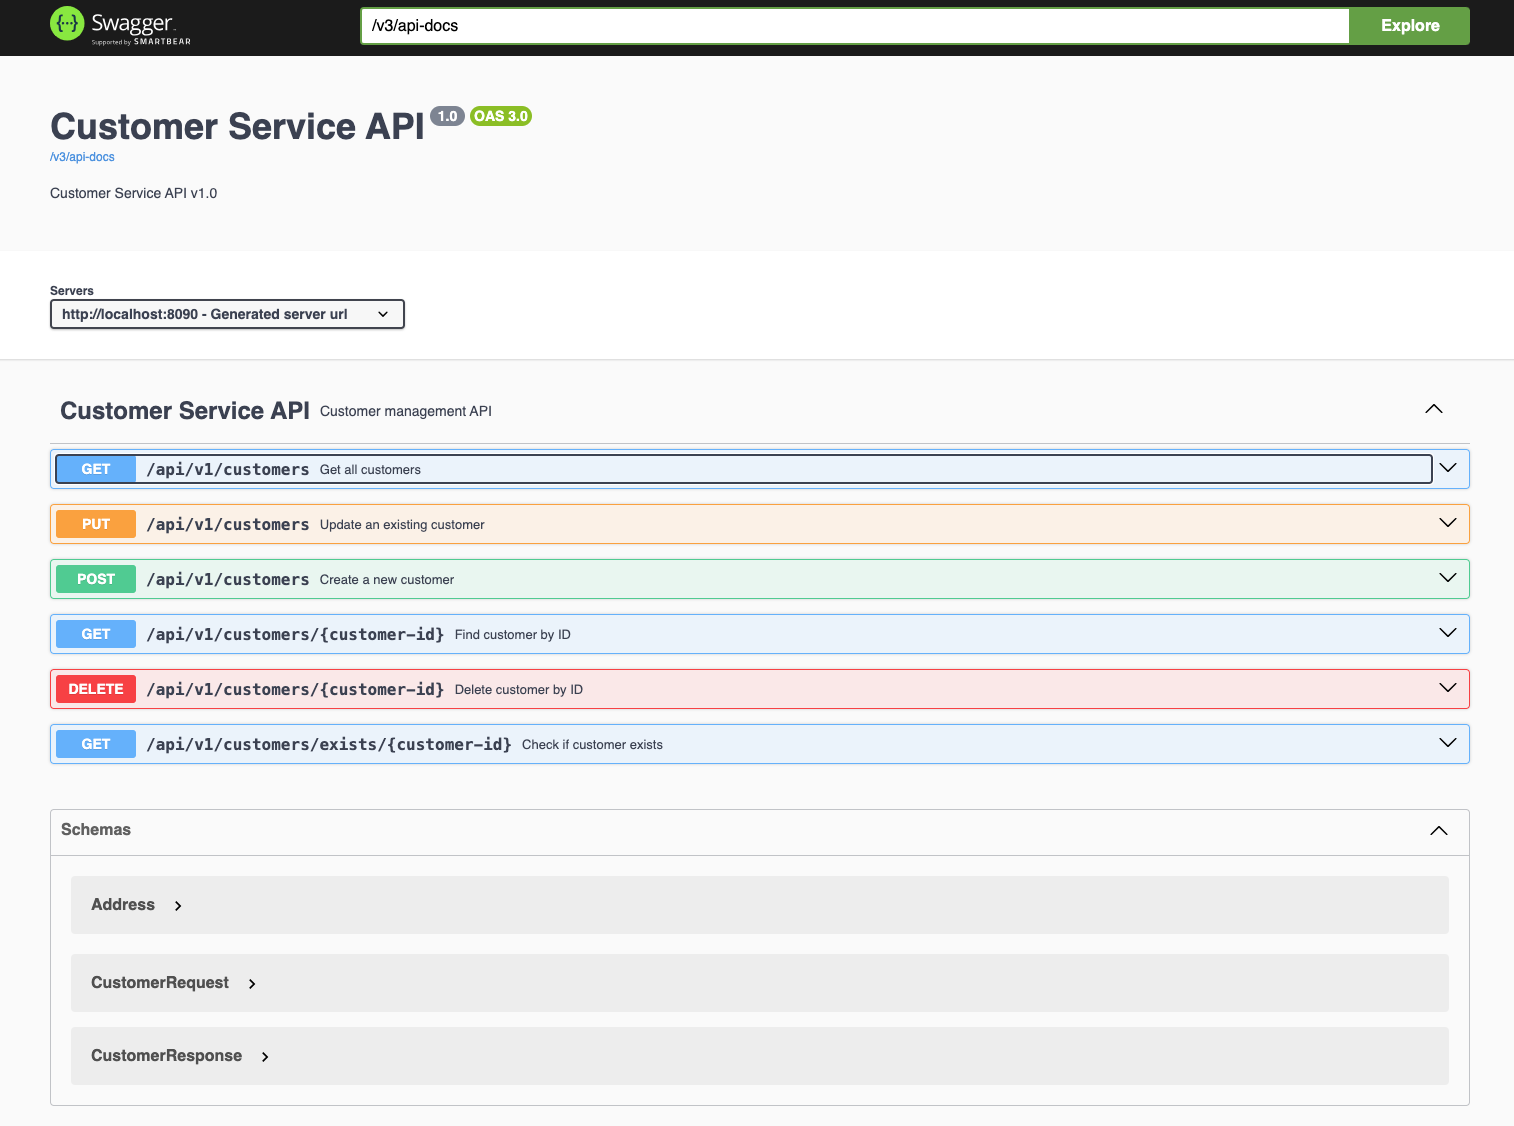 {···} Swagger
Supported by SMARTBEAR
/v3/api-docs
Explore
Customer Service API 1.0 OAS 3.0
/v3/api-docs
Customer Service API v1.0
Servers
http://localhost:8090 - Generated server url
Customer Service API Customer management API
GET /api/v1/customers Get all customers
PUT /api/v1/customers Update an existing customer
POST /api/v1/customers Create a new customer
GET /api/v1/customers/{customer-id} Find customer by ID
DELETE /api/v1/customers/{customer-id} Delete customer by ID
GET /api/v1/customers/exists/{customer-id} Check if customer exists
Schemas
Address
CustomerRequest
CustomerResponse